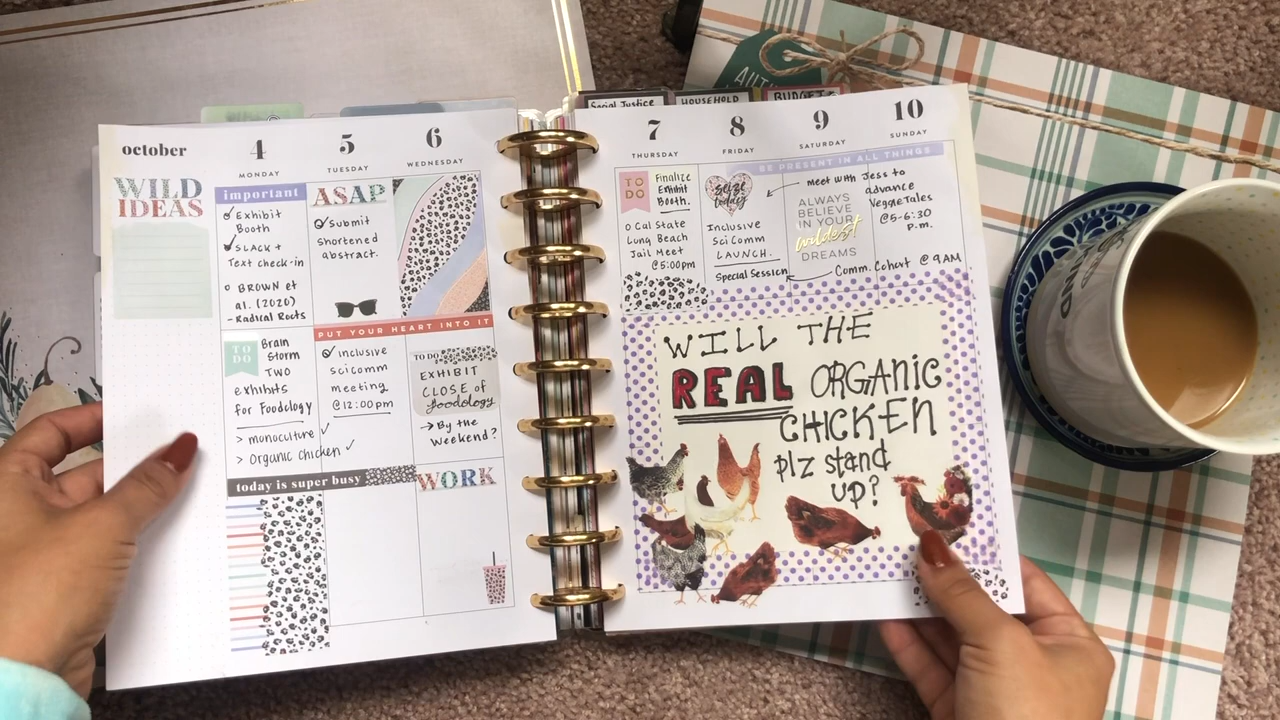 Social Justice
HOUSEHOLD
BUDGET
october
4
MONDAY
5
TUESDAY
6
WEDNESDAY
WILD
IDEAS
important
Exhibit
Booth
SLACK +
Text check-in
BROWN et
al. (2020)
- Radical Roots
ASAP
Submit
Shortened
abstract.
PUT YOUR HEART INTO IT
TO
DO
Brain
Storm
TWO
exhibits
for Foodology
> monoculture
> Organic chicken
inclusive
scicomm
meeting
@12:00pm
TO DO
EXHIBIT
CLOSE of
foodology
→ By the
Weekend?
today is super busy
WORK
7
THURSDAY
8
FRIDAY
9
SATURDAY
10
SUNDAY
BE PRESENT IN ALL THINGS
TO
DO
Finalize
Exhibit
Booth.
O Cal State
Long Beach
Jail Meet
@5:00pm
seize
today
Inclusive
SciComm
LAUNCH.
Special Session
meet with Jess to
advance
VeggieTales
@5-6:30
p.m.
ALWAYS
BELIEVE
IN YOUR
wildest
DREAMS
Comm. Cohort @ 9AM
WILL THE
REAL ORGANIC
CHICKEN
plz stand
up?